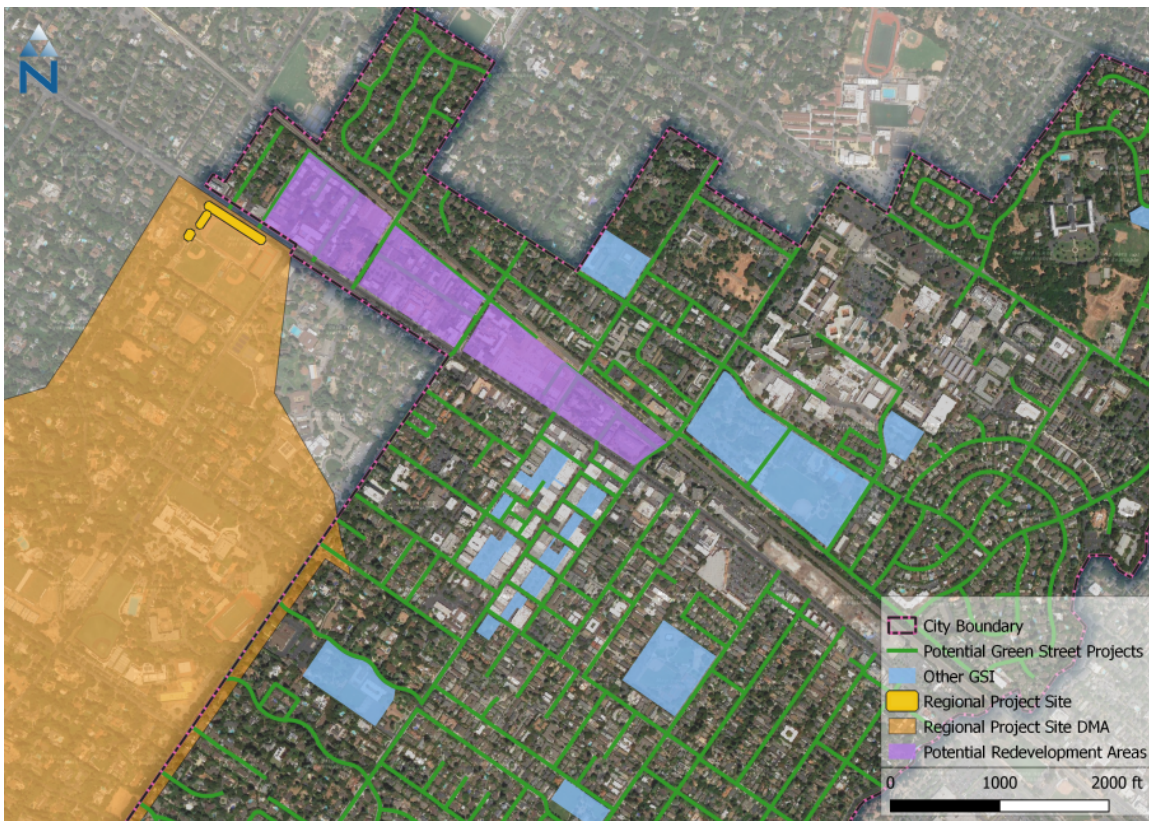 N
City Boundary
Potential Green Street Projects
Other GSI
Regional Project Site
Regional Project Site DMA
Potential Redevelopment Areas
0 1000 2000 ft